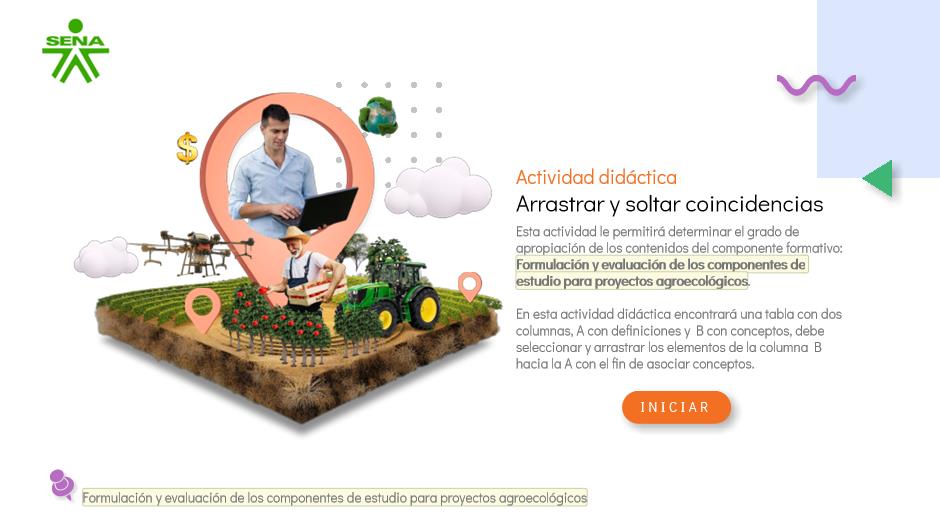 SENA
$
Actividad didáctica
Arrastrar y soltar coincidencias
Esta actividad le permitirá determinar el grado de
apropiación de los contenidos del componente formativo:
Formulación y evaluación de los componentes de
estudio para proyectos agroecológicos.
En esta actividad didáctica encontrará una tabla con dos
columnas, A con definiciones y B con conceptos, debe
seleccionar y arrastrar los elementos de la columna B
hacia la A con el fin de asociar conceptos.
INICIAR
Formulación y evaluación de los componentes de estudio para proyectos agroecológicos